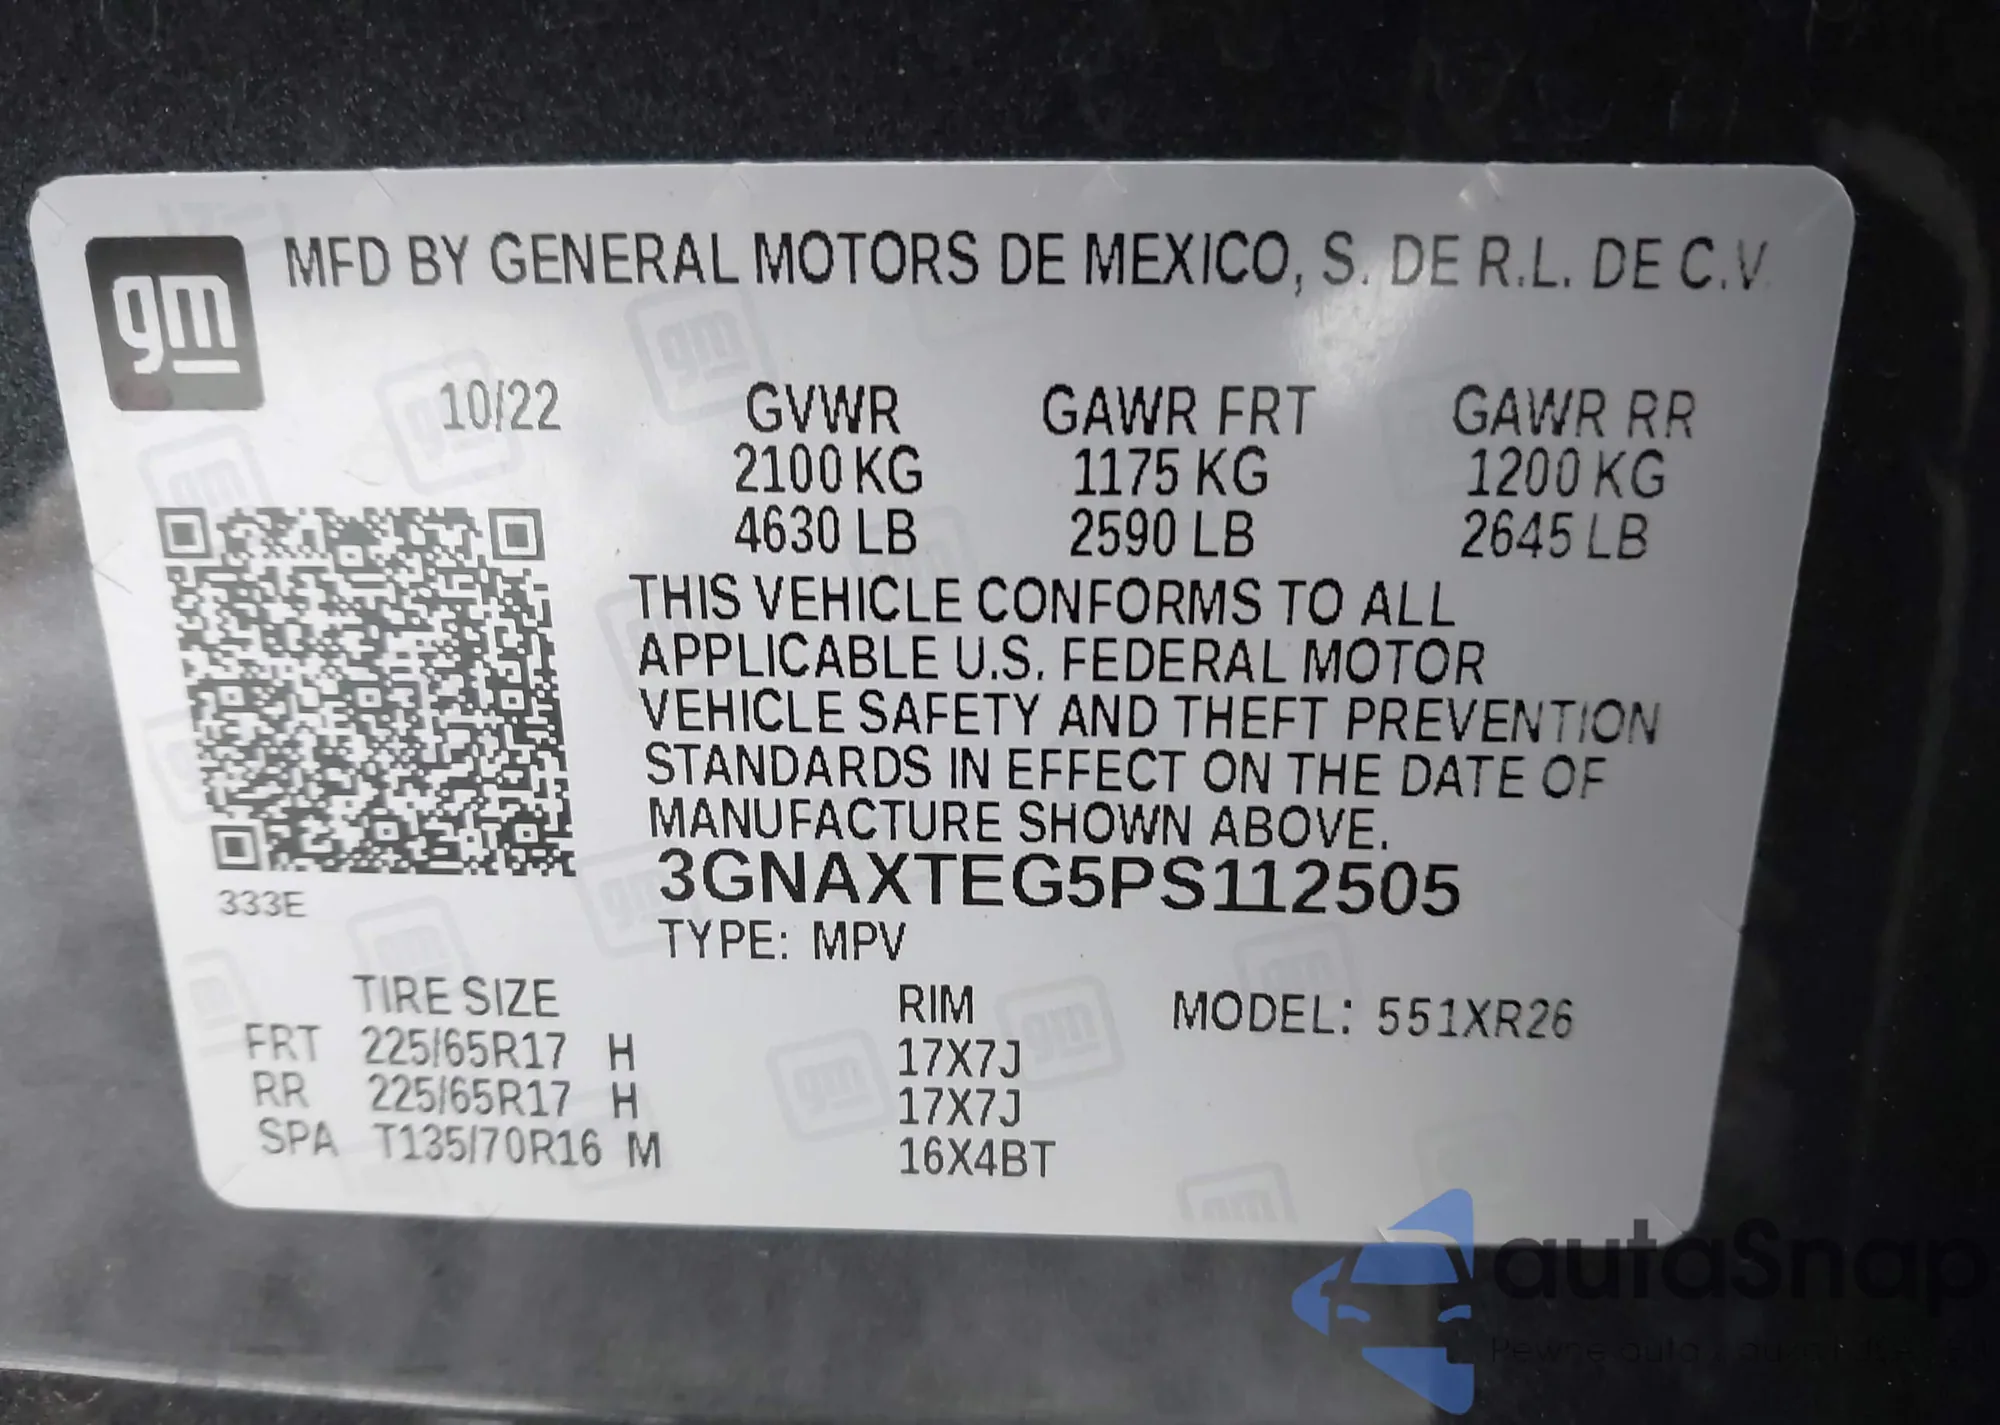 gm
MFD BY GENERAL MOTORS DE MEXICO, S. DE R.L. DE C.V.
10/22 GVWR GAWR FRT GAWR RR
2100 KG 1175 KG 1200 KG
4630 LB 2590 LB 2645 LB
THIS VEHICLE CONFORMS TO ALL
APPLICABLE U.S. FEDERAL MOTOR
VEHICLE SAFETY AND THEFT PREVENTION
STANDARDS IN EFFECT ON THE DATE OF
MANUFACTURE SHOWN ABOVE.
3GNAXTEG5PS112505
333E
TYPE: MPV
TIRE SIZE RIM MODEL: 551XR26
FRT 225/65R17 H 17X7J
RR 225/65R17 H 17X7J
SPA T135/70R16 M 16X4BT
autaSnap
Pewne auto